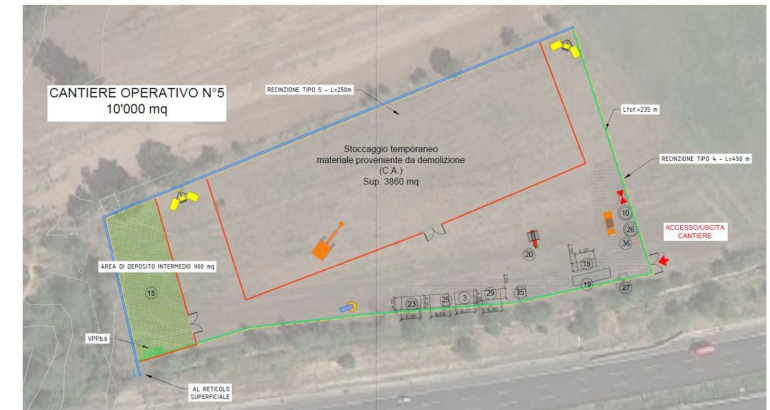 CANTIERE OPERATIVO N°5
10'000 mq
RECINZIONE TIPO 5 - L=250m
Ltot.=235 m
Stoccaggio temporaneo
materiale proveniente da demolizione
(C.A.)
Sup. 3860 mq
RECINZIONE TIPO 4 - L=450 m
10
26
36
ACCESSO/USCITA
CANTIERE
20
18
AREA DI DEPOSITO INTERMEDIO 900 mq
15
23
25
3
29
35
19
27
VPPb.6
AL RETICOLO
SUPERFICIALE